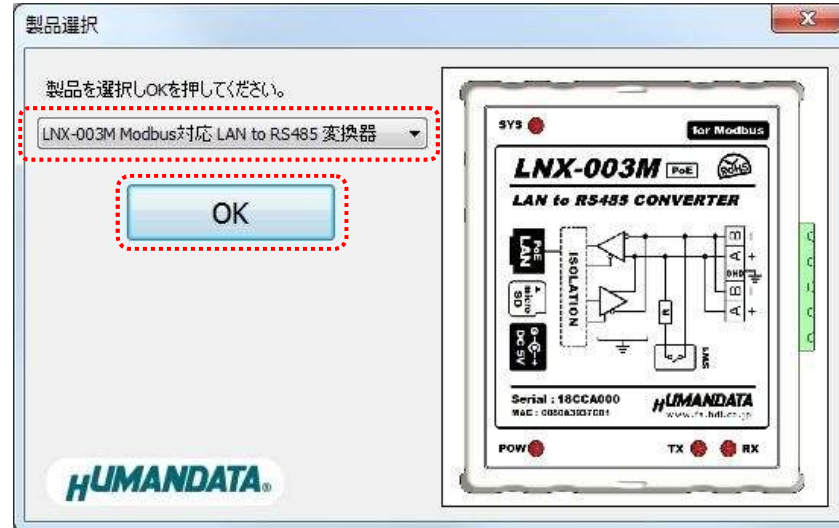 製品選択
製品を選択しOKを押してください。
LNX-003M Modbus対応 LAN to RS485 変換器
OK
HUMANDATA®
SYS
for Modbus
LNX-003M PoE RoHS
LAN to RS485 CONVERTER
PoE LAN
ISOLATION
micro SD
DC 5V
B -
A +
GND
B -
A +
R
SW1
Serial : 18CCA000
HUMANDATA
www.fa.hdl.co.jp
POW
TX
RX